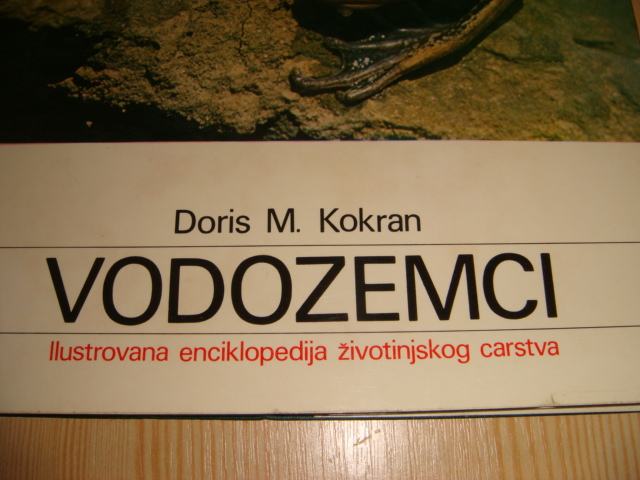 Doris M. Kokran
VODOZEMCI
Ilustrovana enciklopedija životinjskog carstva